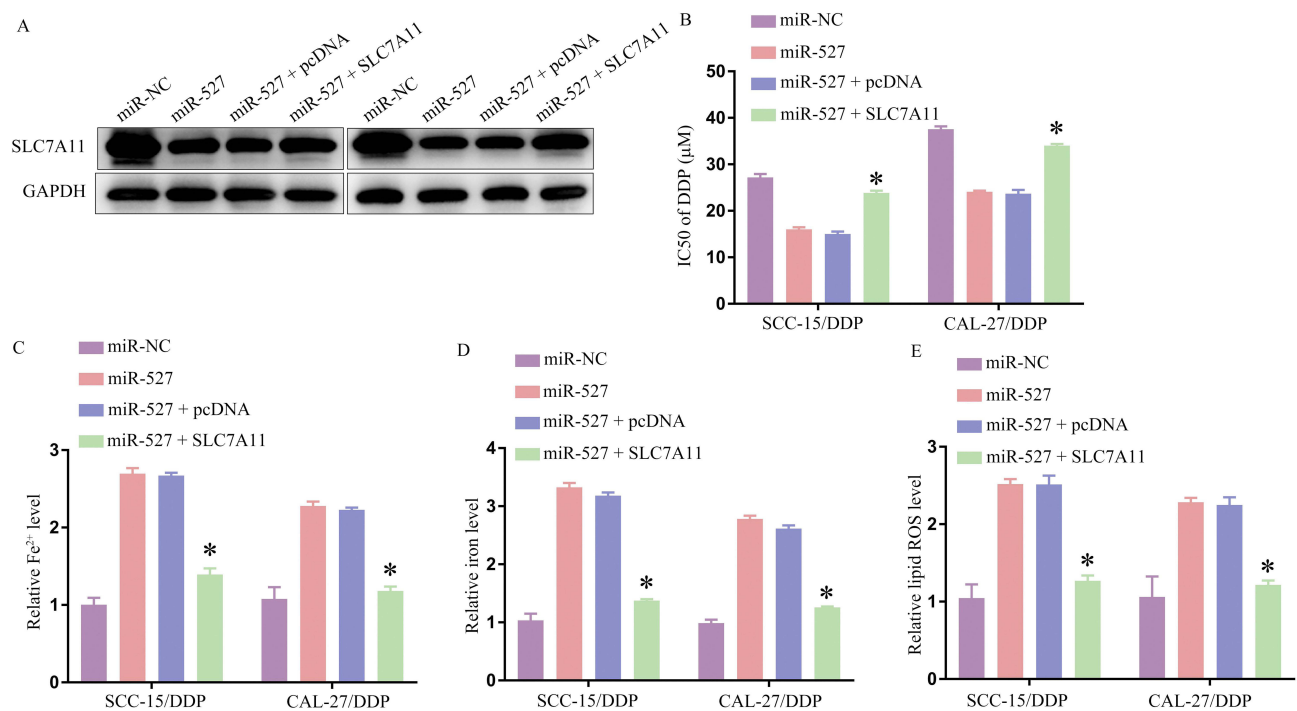 A
miR-NC
miR-527
miR-527 + pcDNA
miR-527 + SLC7A11
miR-NC
miR-527
miR-527 + pcDNA
miR-527 + SLC7A11
SLC7A11
GAPDH
B
miR-NC
miR-527
miR-527 + pcDNA
miR-527 + SLC7A11
50
40
30
20
10
0
IC50 of DDP (μM)
*
*
SCC-15/DDP
CAL-27/DDP
C
miR-NC
miR-527
miR-527 + pcDNA
miR-527 + SLC7A11
3
2
1
0
Relative Fe²⁺ level
*
*
SCC-15/DDP
CAL-27/DDP
D
miR-NC
miR-527
miR-527 + pcDNA
miR-527 + SLC7A11
4
3
2
1
0
Relative iron level
*
*
SCC-15/DDP
CAL-27/DDP
E
miR-NC
miR-527
miR-527 + pcDNA
miR-527 + SLC7A11
3
2
1
0
Relative lipid ROS level
*
*
SCC-15/DDP
CAL-27/DDP